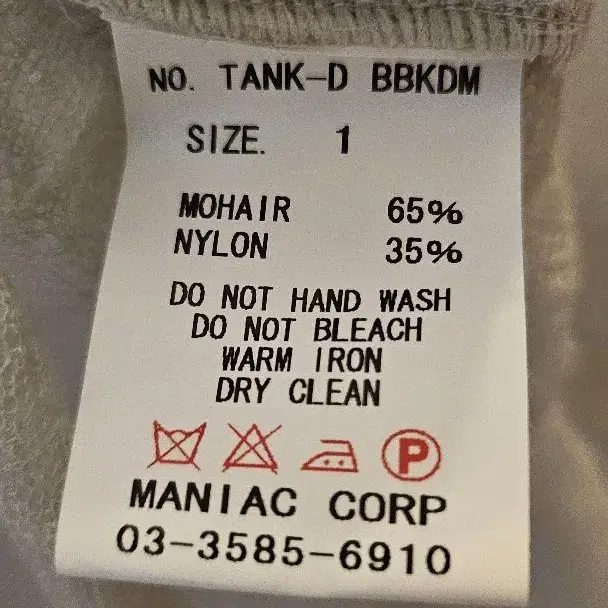 NO. TANK-D BBKDM
SIZE. 1
MOHAIR 65%
NYLON 35%
DO NOT HAND WASH
DO NOT BLEACH
WARM IRON
DRY CLEAN
P
MANIAC CORP
03-3585-6910